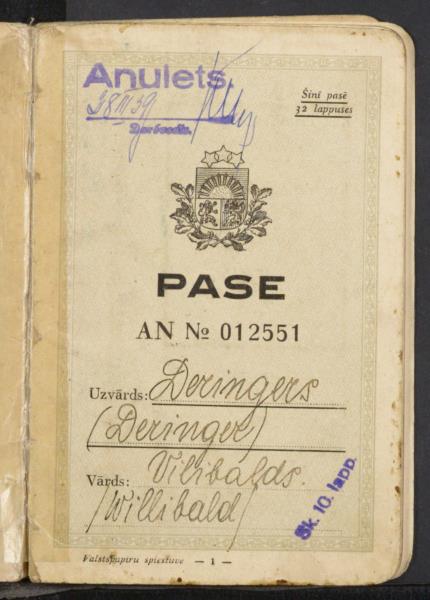 Anulets.
Šinī pasē
32 lappuses
PASE
AN № 012551
Uzvārds: Deringers
(Deringer)
Vārds: Vilibalds.
/Willibald/
Sk. 10. lapp.
Valstspapīru spiestuve — 1 —